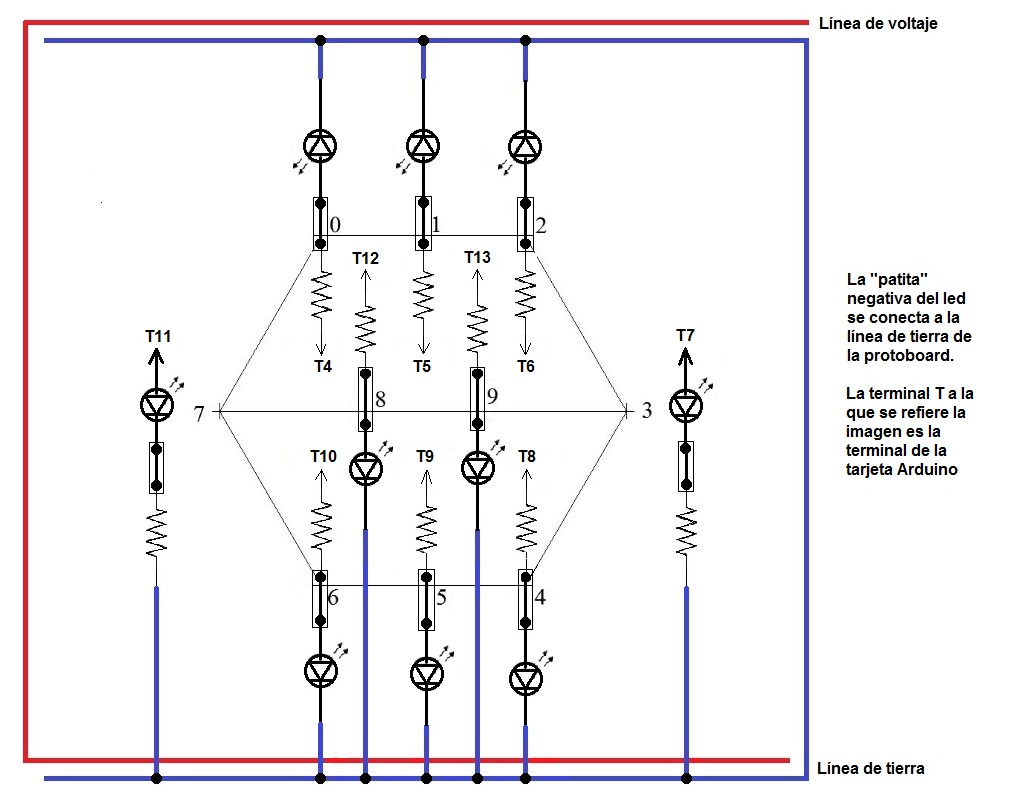 Línea de voltaje
0
1
2
T12
T13
La "patita"
negativa del led
se conecta a la
línea de tierra de
la protoboard.
T11
T4
T5
T6
T7
La terminal T a la
que se refiere la
imagen es la
terminal de la
tarjeta Arduino
7
8
9
3
T10
T9
T8
6
5
4
Línea de tierra